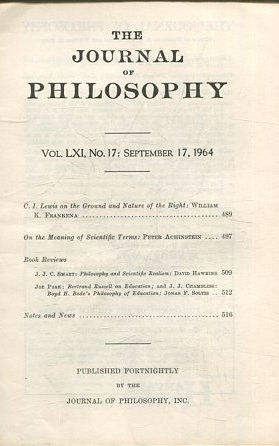 THE
JOURNAL
OF
PHILOSOPHY
VOL. LXI, NO. 17: SEPTEMBER 17, 1964
C. I. Lewis on the Ground and Nature of the Right: WILLIAM
K. FRANKENA ........................................ 489
On the Meaning of Scientific Terms: PETER ACHINSTEIN .... 497
Book Reviews
J. J. C. SMART: Philosophy and Scientific Realism: DAVID HAWKINS 509
JOE PARK: Bertrand Russell on Education; and J. J. CHAMBLISS:
Boyd H. Bode's Philosophy of Education: JONAS F. SOLTIS .. 512
Notes and News ........................................ 516
PUBLISHED FORTNIGHTLY
BY THE
JOURNAL OF PHILOSOPHY, INC.